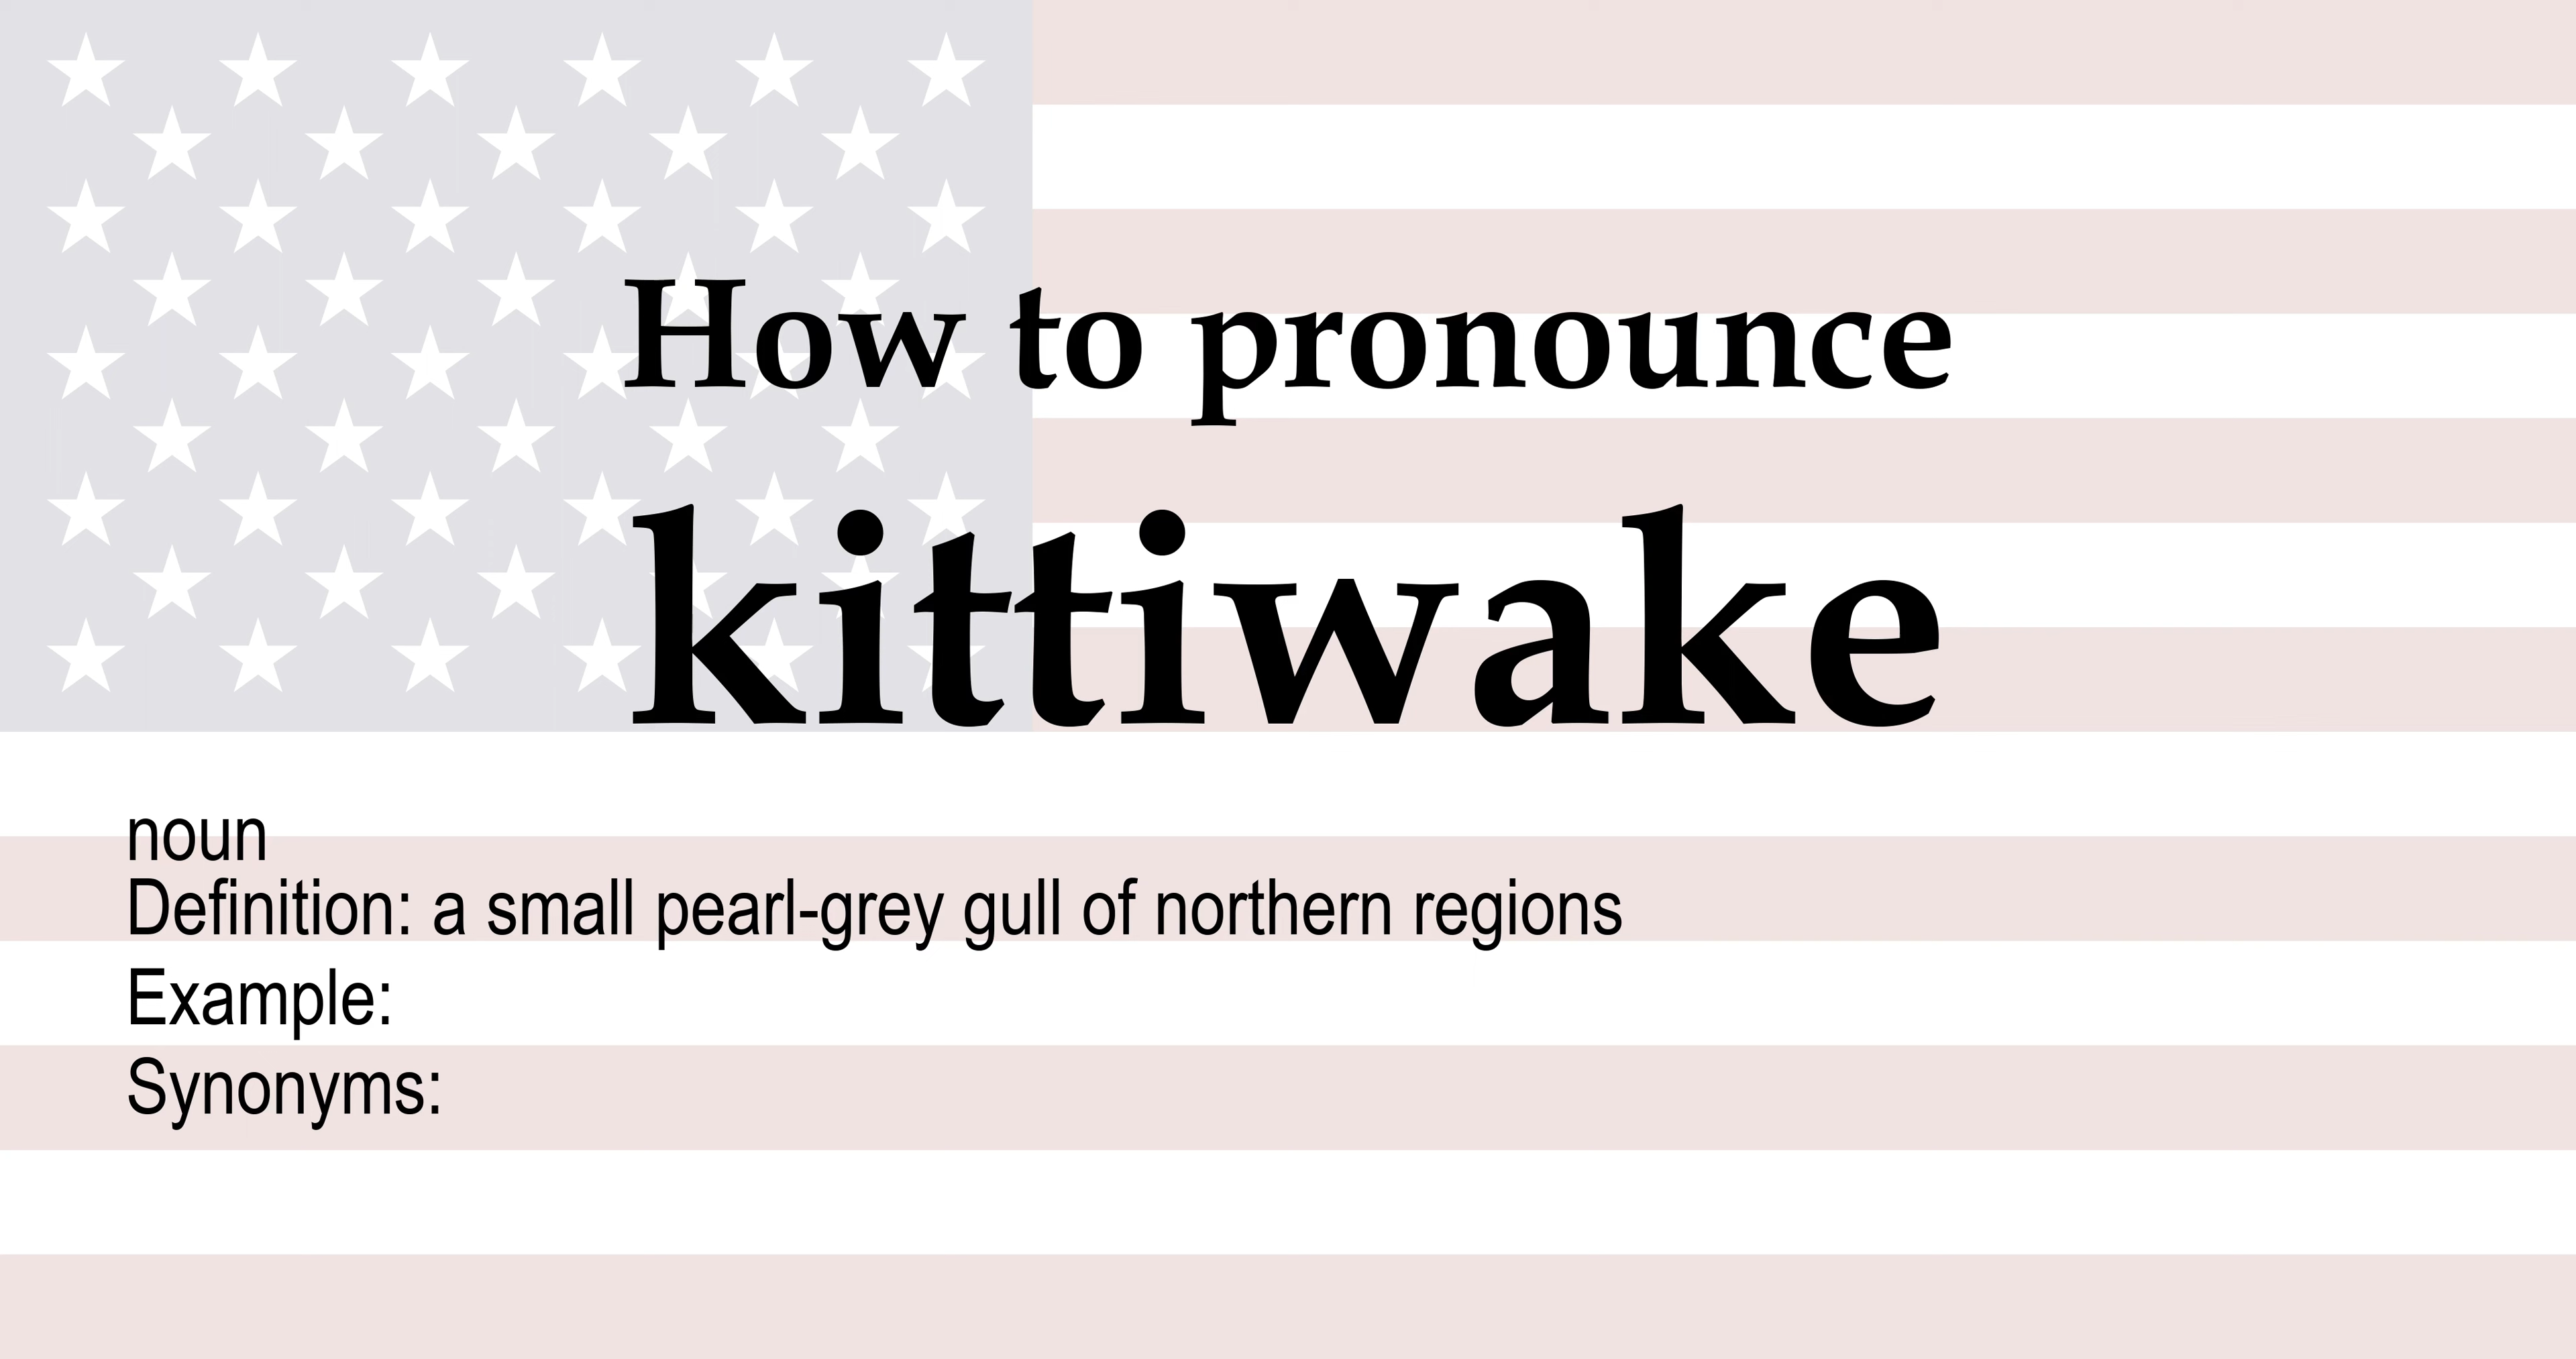 How to pronounce
kittiwake
noun
Definition: a small pearl-grey gull of northern regions
Example:
Synonyms: